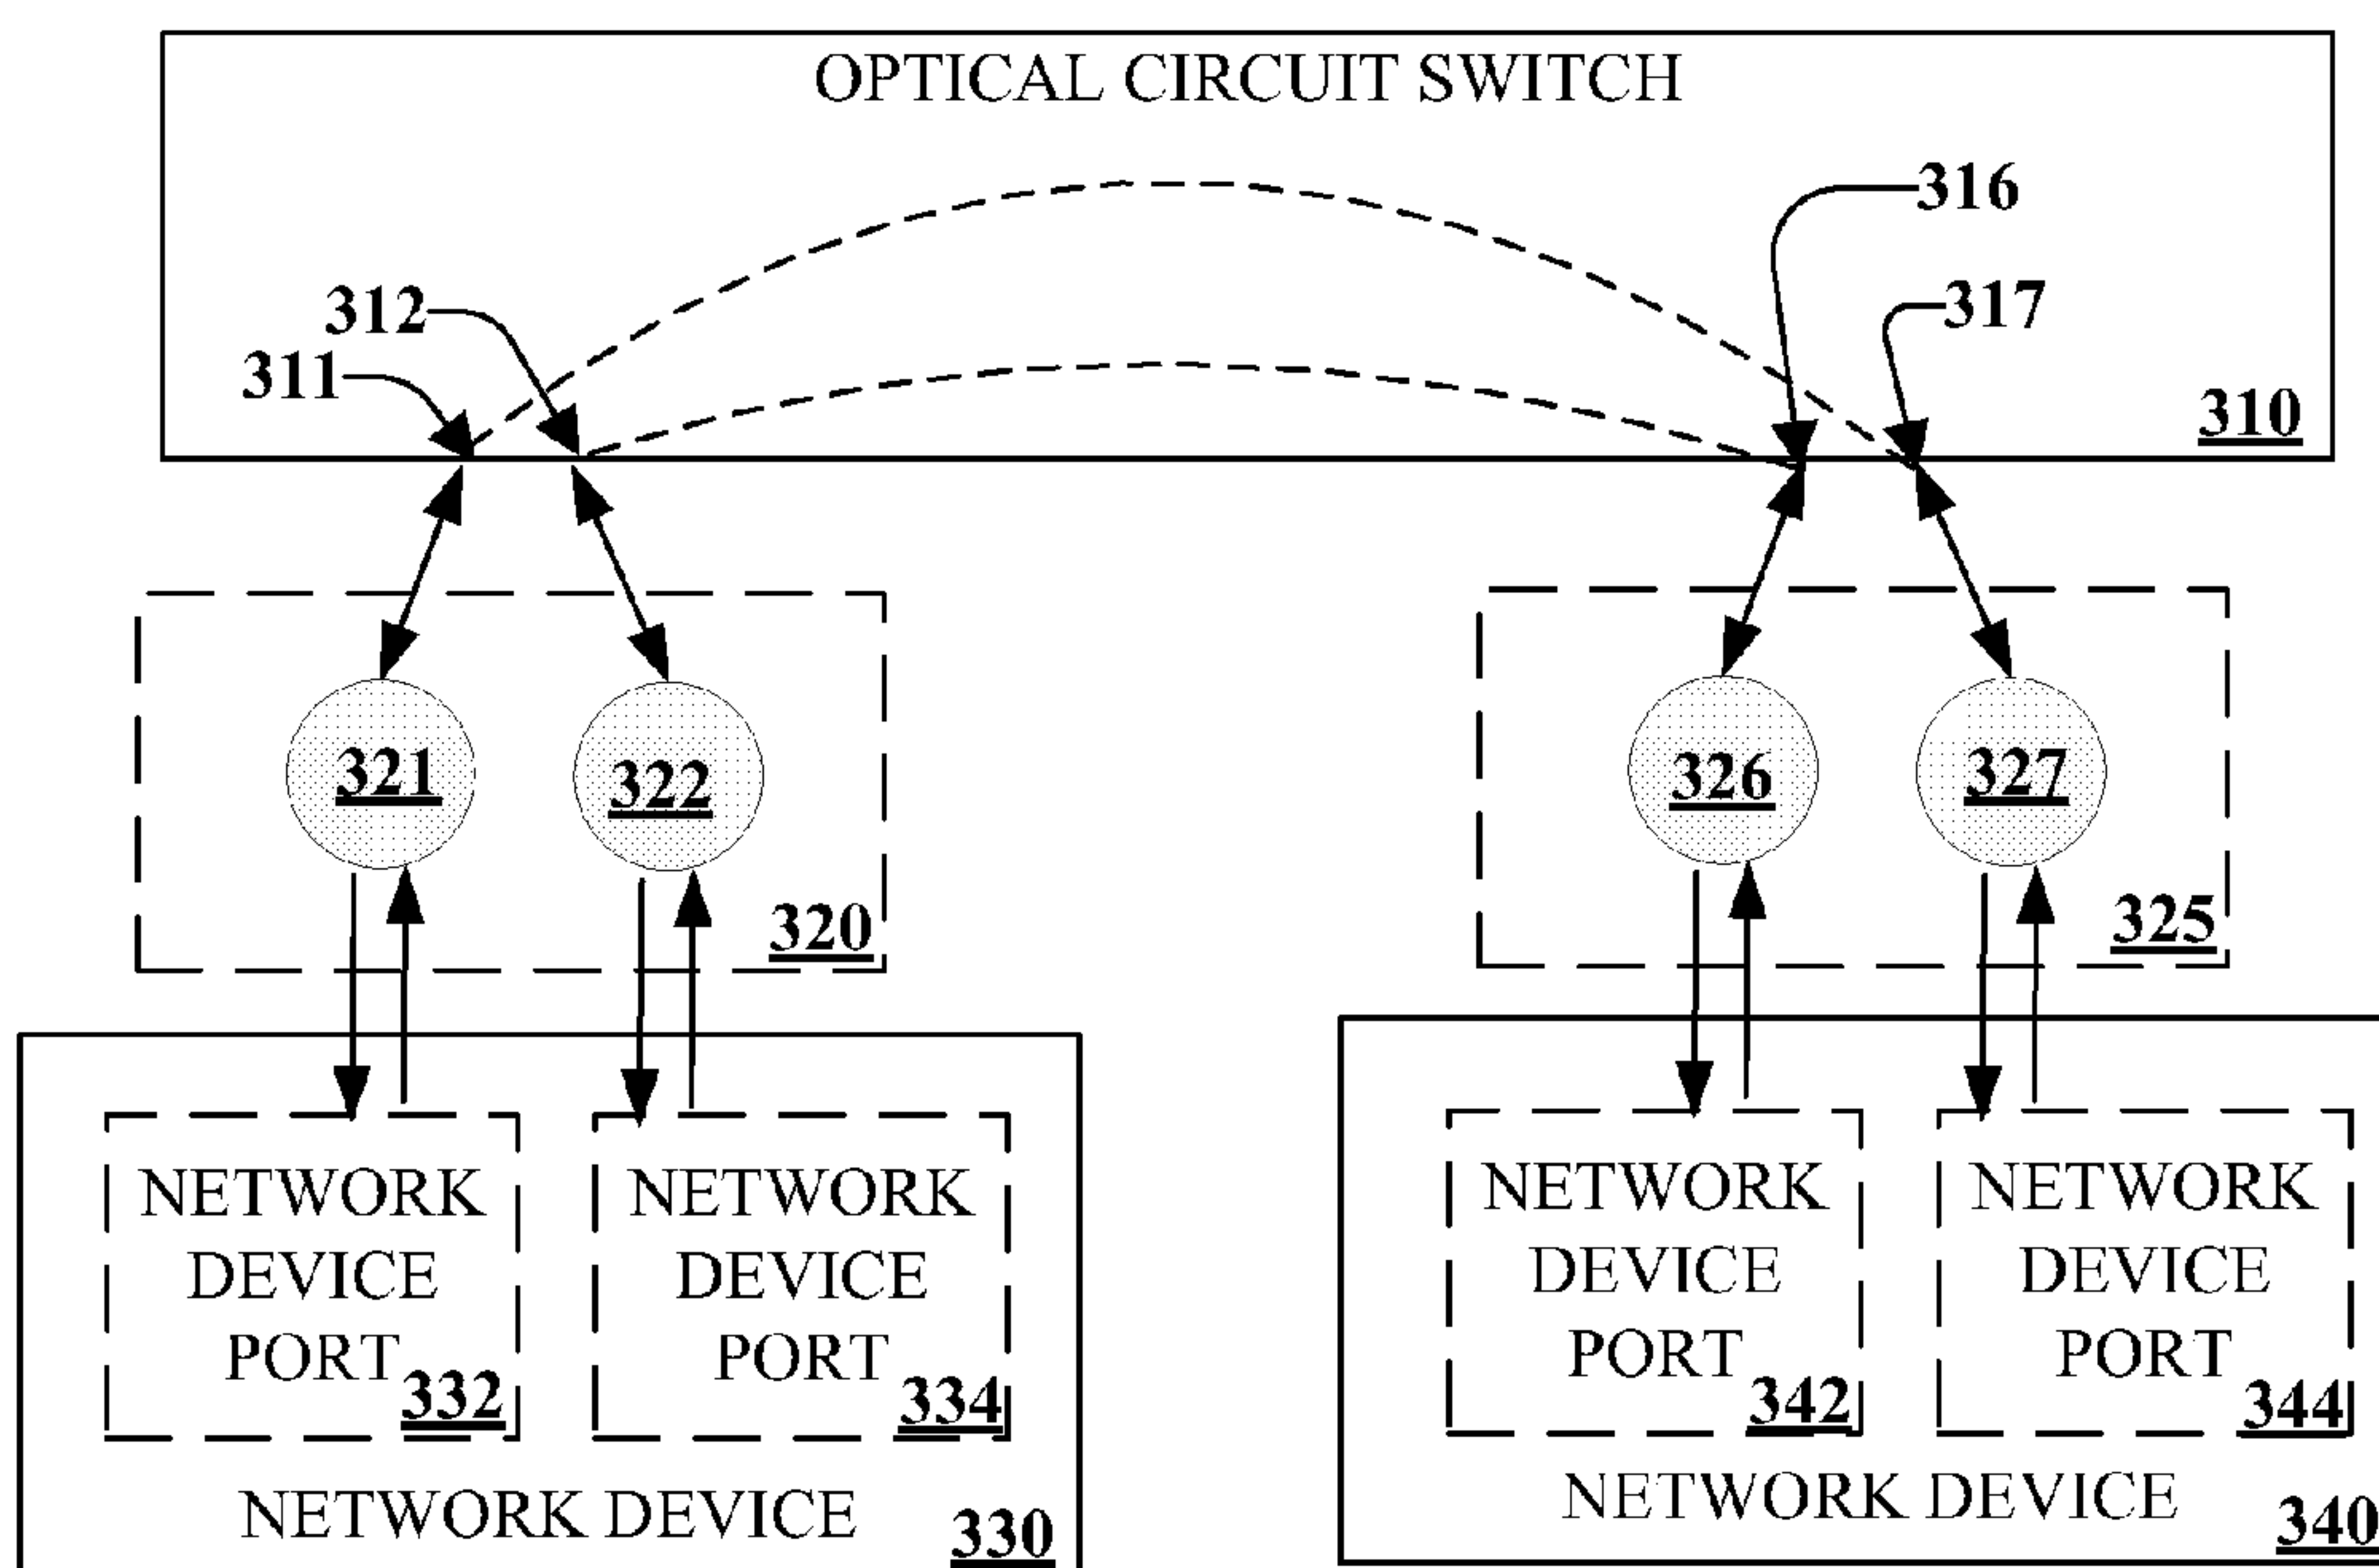 OPTICAL CIRCUIT SWITCH
316
312
317
311
310
321
322
326
327
320
325
NETWORK
DEVICE
PORT
332
NETWORK
DEVICE
PORT
334
NETWORK DEVICE
330
NETWORK
DEVICE
PORT
342
NETWORK
DEVICE
PORT
344
NETWORK DEVICE
340